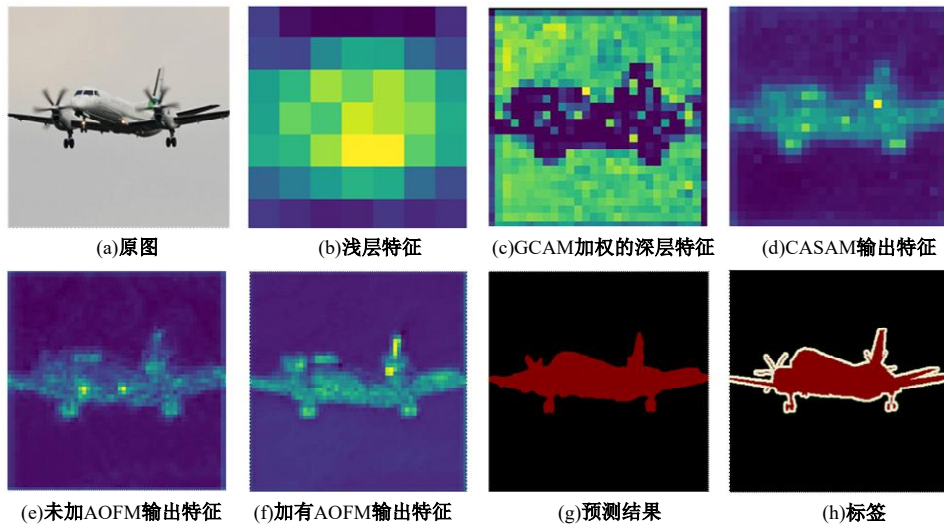 (a)原图
(b)浅层特征
(c)GCAM加权的深层特征
(d)CASAM输出特征
(e)未加AOFM输出特征
(f)加有AOFM输出特征
(g)预测结果
(h)标签